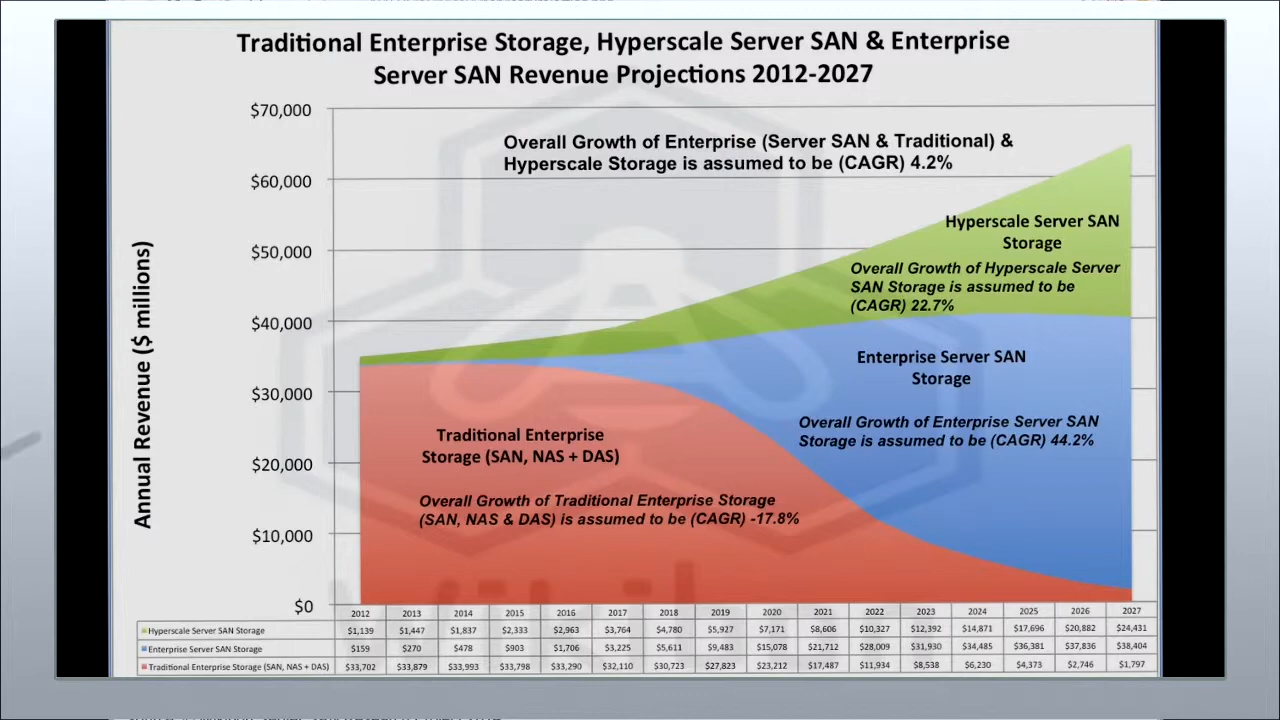 Traditional Enterprise Storage, Hyperscale Server SAN & Enterprise
Server SAN Revenue Projections 2012-2027
Annual Revenue ($ millions)
$70,000
$60,000
$50,000
$40,000
$30,000
$20,000
$10,000
$0
Overall Growth of Enterprise (Server SAN & Traditional) &
Hyperscale Storage is assumed to be (CAGR) 4.2%
Hyperscale Server SAN
Storage
Overall Growth of Hyperscale Server
SAN Storage is assumed to be
(CAGR) 22.7%
Enterprise Server SAN
Storage
Overall Growth of Enterprise Server SAN
Storage is assumed to be (CAGR) 44.2%
Traditional Enterprise
Storage (SAN, NAS + DAS)
Overall Growth of Traditional Enterprise Storage
(SAN, NAS & DAS) is assumed to be (CAGR) -17.8%
2012 2013 2014 2015 2016 2017 2018 2019 2020 2021 2022 2023 2024 2025 2026 2027
Hyperscale Server SAN Storage $1,139 $1,447 $1,837 $2,333 $2,963 $3,764 $4,780 $5,927 $7,171 $8,606 $10,327 $12,392 $14,871 $17,696 $20,882 $24,431
Enterprise Server SAN Storage $159 $270 $478 $903 $1,706 $3,225 $5,611 $9,483 $15,078 $21,712 $28,009 $31,930 $34,485 $36,381 $37,836 $38,404
Traditional Enterprise Storage (SAN, NAS + DAS) $33,702 $33,879 $33,993 $33,798 $33,290 $32,110 $30,723 $27,823 $23,212 $17,487 $11,934 $8,538 $6,230 $4,373 $2,746 $1,797